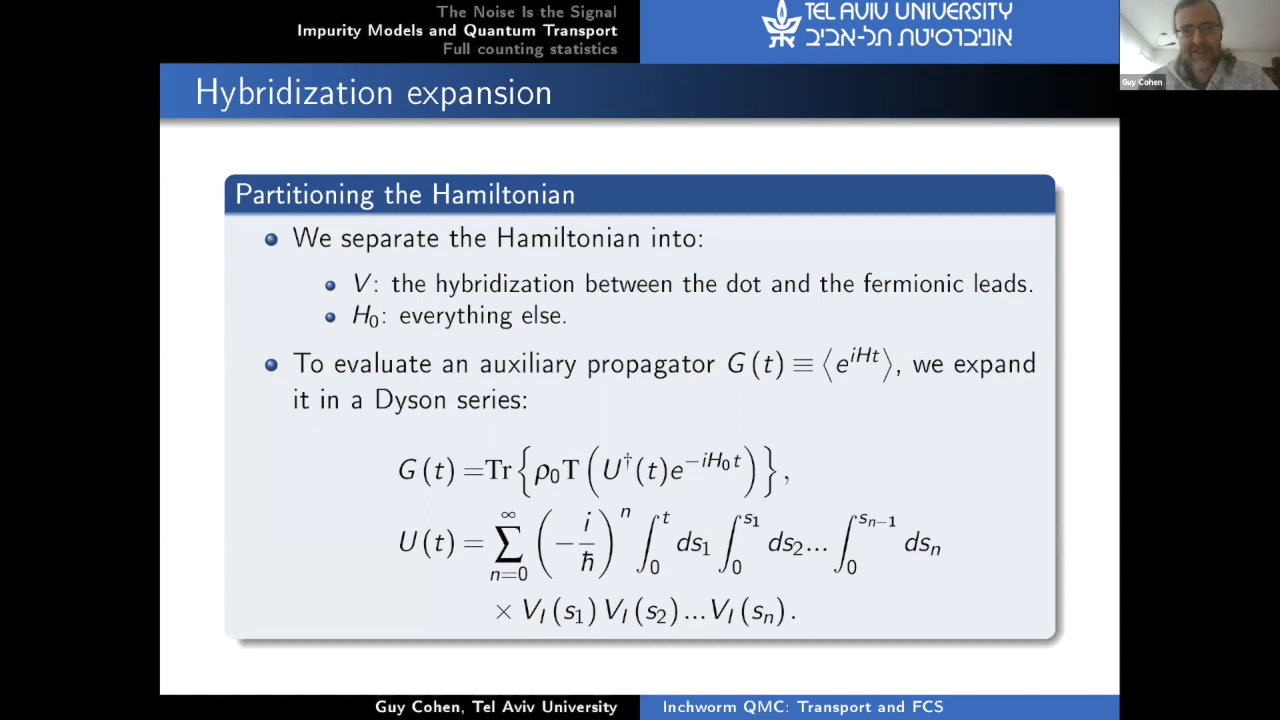 The Noise Is the Signal
Impurity Models and Quantum Transport
Full counting statistics
TEL AVIV UNIVERSITY
אוניברסיטת תל-אביב
Guy Cohen
Hybridization expansion
Partitioning the Hamiltonian
We separate the Hamiltonian into:
V: the hybridization between the dot and the fermionic leads.
H₀: everything else.
To evaluate an auxiliary propagator G(t) ≡ ⟨e^{iHt}⟩, we expand
it in a Dyson series:
G(t) = Tr{ρ₀T(U†(t)e^{-iH₀t})},
U(t) = ∑_{n=0}^{∞} (-i/ħ)^n ∫_0^t ds₁ ∫_0^{s₁} ds₂... ∫_0^{s_{n-1}} ds_n
× V_I(s₁) V_I(s₂)...V_I(s_n).
Guy Cohen, Tel Aviv University
Inchworm QMC: Transport and FCS